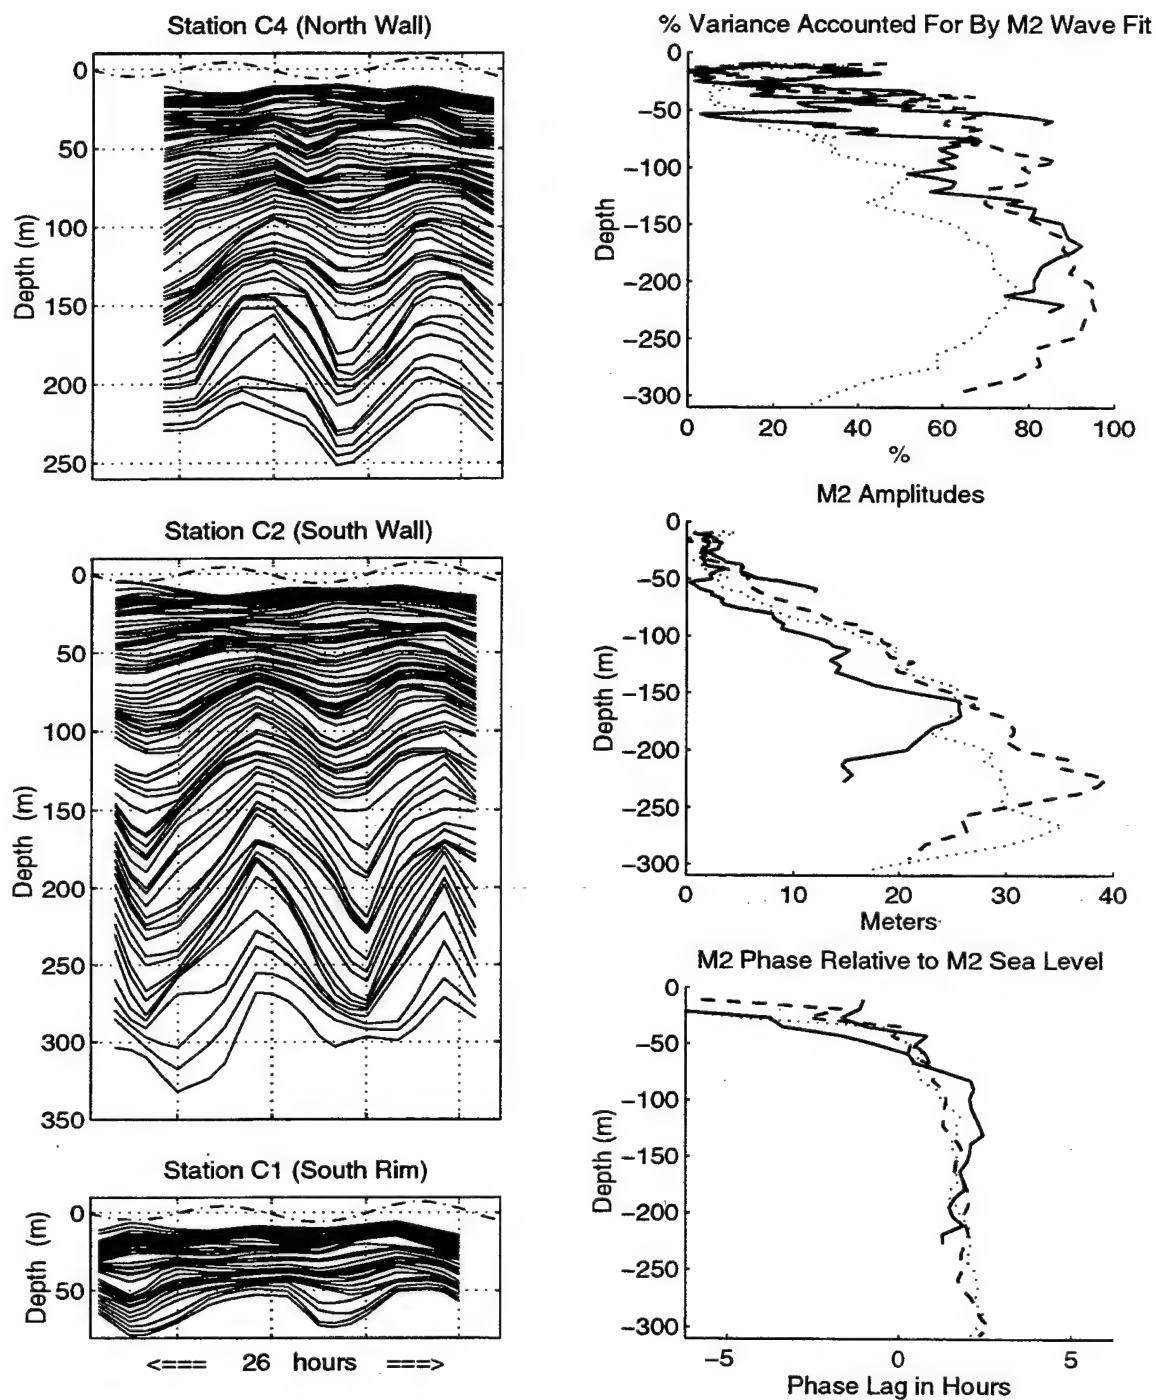 Station C4 (North Wall)
0
50
100
150
200
250
Depth (m)
Station C2 (South Wall)
0
50
100
150
200
250
300
350
Depth (m)
Station C1 (South Rim)
0
50
Depth (m)
<=== 26 hours ===>
% Variance Accounted For By M2 Wave Fit
0
−50
−100
−150
−200
−250
−300
Depth
0 20 40 60 80 100
%
M2 Amplitudes
0
−50
−100
−150
−200
−250
−300
Depth (m)
0 10 20 30 40
Meters
M2 Phase Relative to M2 Sea Level
0
−50
−100
−150
−200
−250
−300
Depth (m)
−5 0 5
Phase Lag in Hours